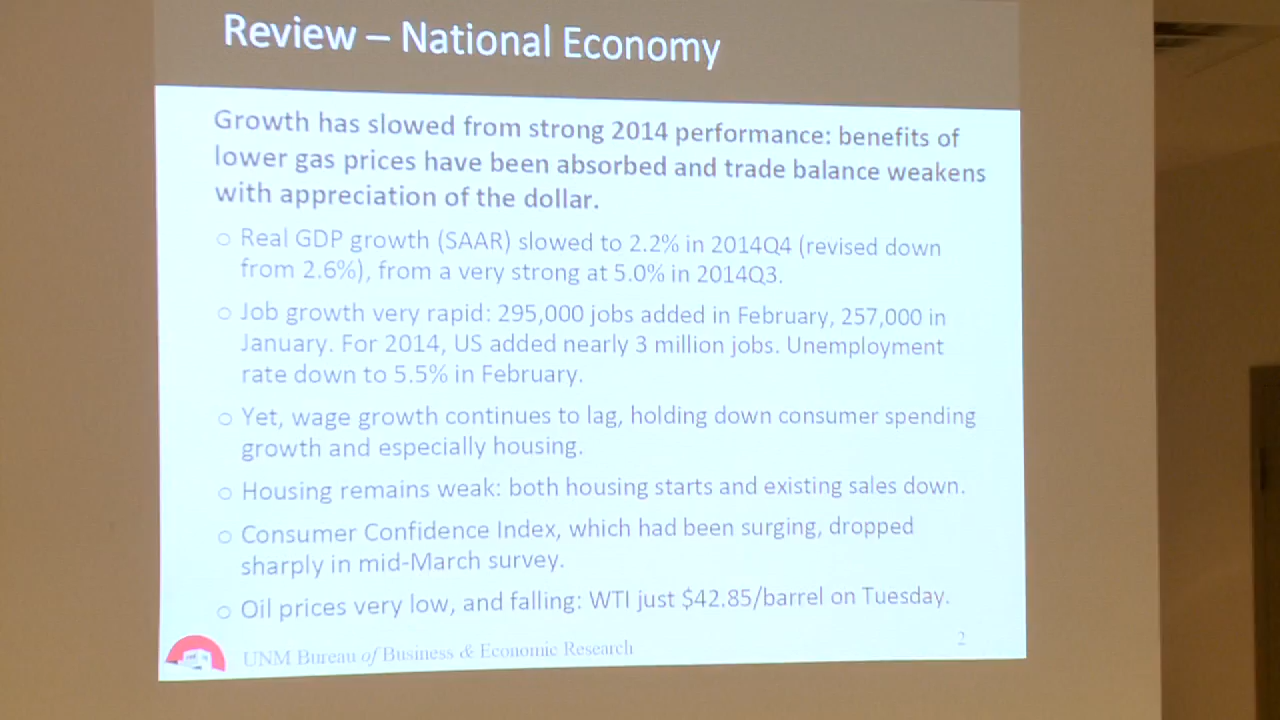 Review – National Economy
Growth has slowed from strong 2014 performance: benefits of
lower gas prices have been absorbed and trade balance weakens
with appreciation of the dollar.
○ Real GDP growth (SAAR) slowed to 2.2% in 2014Q4 (revised down
from 2.6%), from a very strong at 5.0% in 2014Q3.
○ Job growth very rapid: 295,000 jobs added in February, 257,000 in
January. For 2014, US added nearly 3 million jobs. Unemployment
rate down to 5.5% in February.
○ Yet, wage growth continues to lag, holding down consumer spending
growth and especially housing.
○ Housing remains weak: both housing starts and existing sales down.
○ Consumer Confidence Index, which had been surging, dropped
sharply in mid-March survey.
○ Oil prices very low, and falling: WTI just $42.85/barrel on Tuesday.
UNM Bureau of Business & Economic Research
2